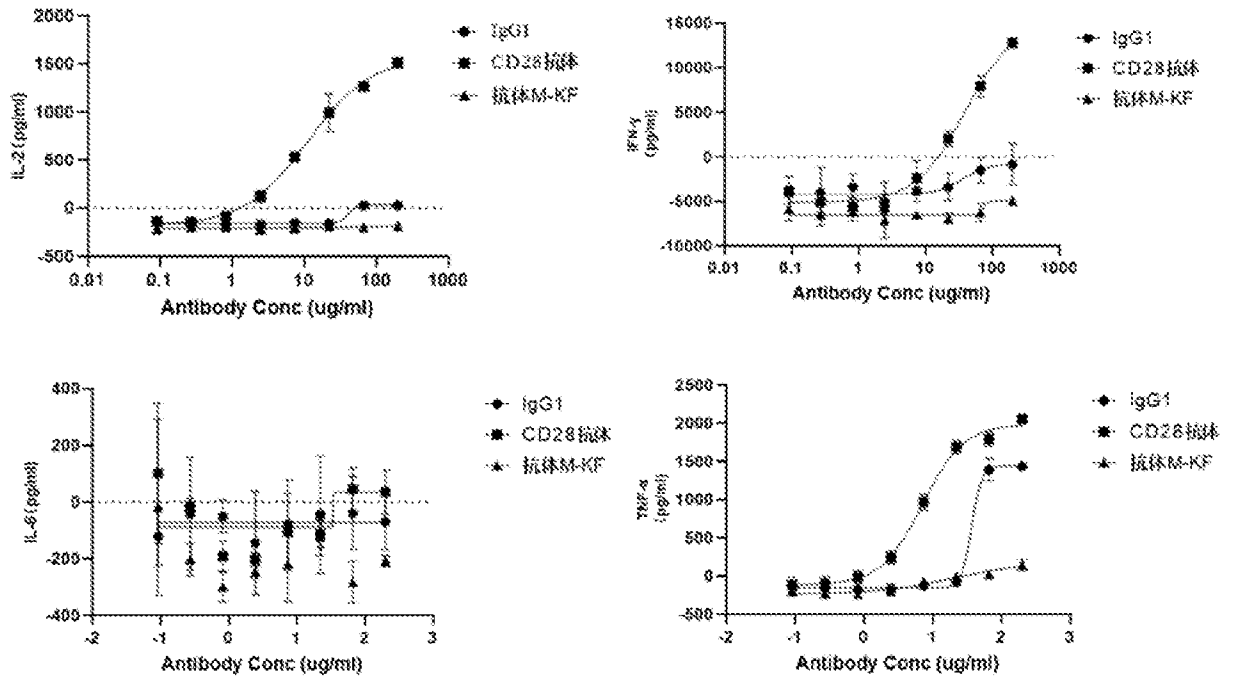 IL-2 (pg/ml)
2000
1500
1000
500
0
-500
0.01
0.1
1
10
100
1000
Antibody Conc (ug/ml)
IgG1
CD28抗体
抗体M-KF
IFN-γ
(pg/ml)
15000
10000
5000
0
-5000
-10000
0.01
0.1
1
10
100
1000
Antibody Conc (ug/ml)
IgG1
CD28抗体
抗体M-KF
IL-6 (pg/ml)
400
200
0
-200
-400
-2
-1
0
1
2
3
Antibody Conc (ug/ml)
IgG1
CD28抗体
抗体M-KF
TNF-α
(pg/ml)
2500
2000
1500
1000
500
0
-500
-2
-1
0
1
2
3
Antibody Conc (ug/ml)
IgG1
CD28抗体
抗体M-KF